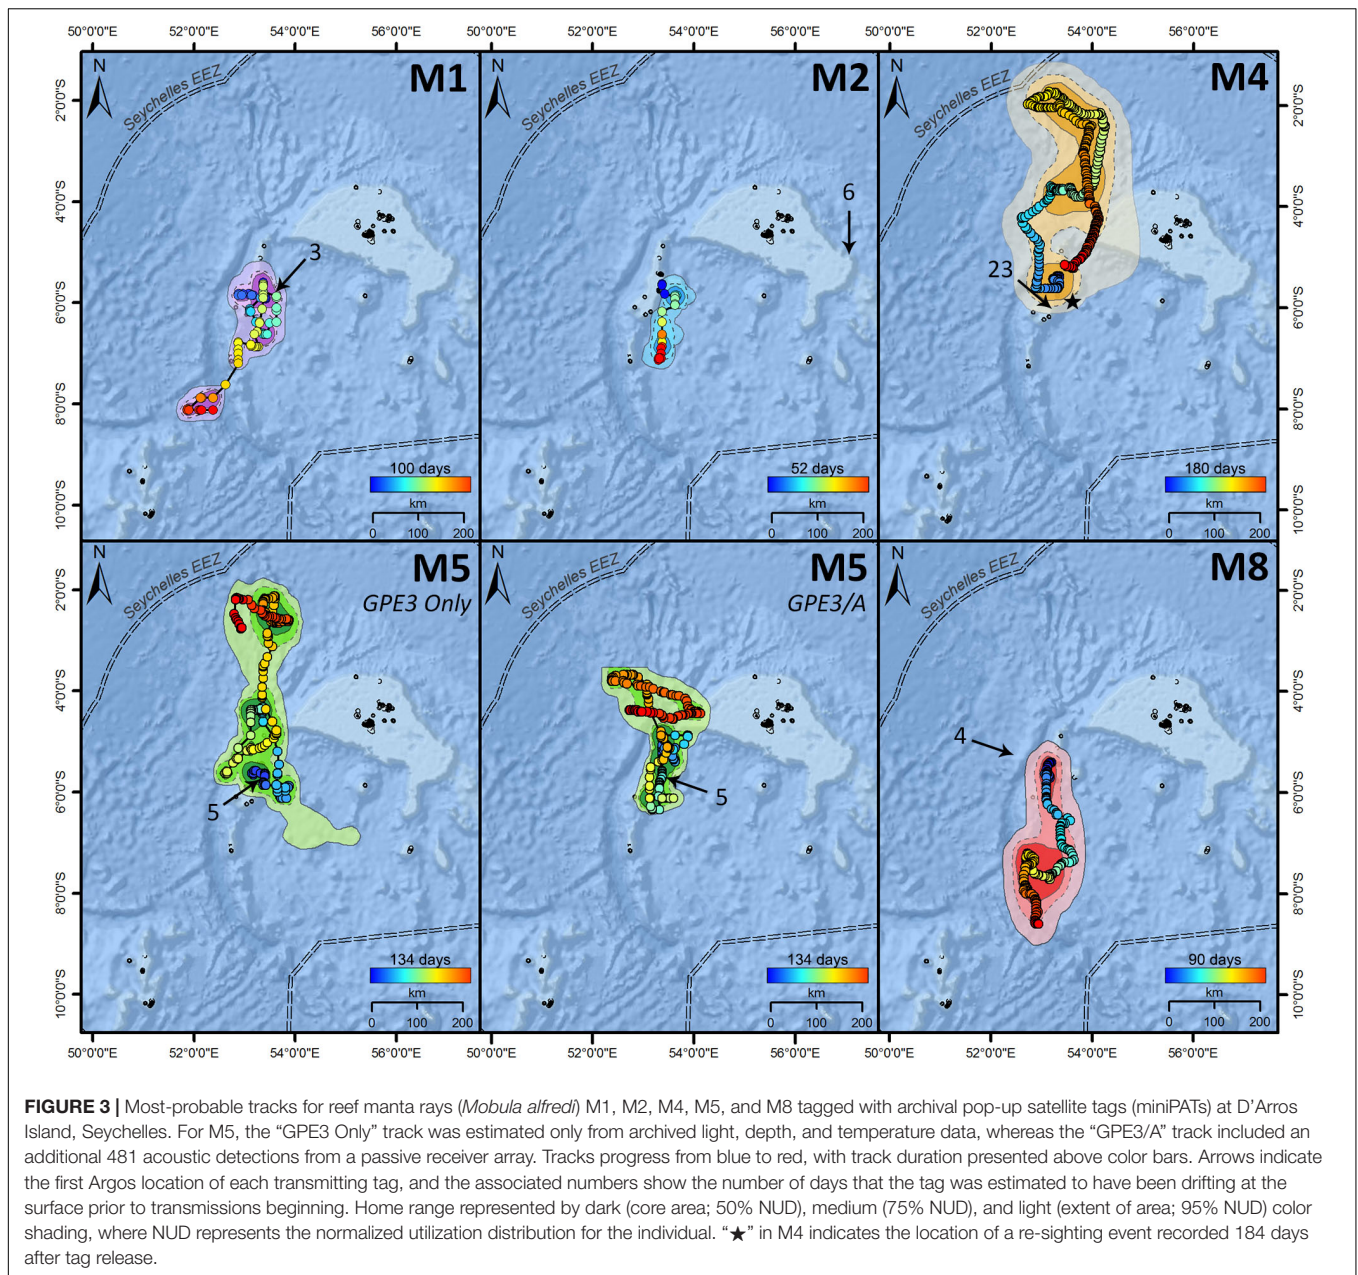 50°0'0"E 52°0'0"E 54°0'0"E 52°0'0"E 54°0'0"E 56°0'0"E 52°0'0"E 54°0'0"E 56°0'0"E
N
Seychelles EEZ
M1
3
100 days
km
0 100 200
2°0'0"S
4°0'0"S
6°0'0"S
8°0'0"S
10°0'0"S
N
Seychelles EEZ
M2
6
52 days
km
0 100 200
N
Seychelles EEZ
M4
23
180 days
km
0 100 200
2°0'0"S
4°0'0"S
6°0'0"S
8°0'0"S
10°0'0"S
N
Seychelles EEZ
M5
GPE3 Only
5
134 days
km
0 100 200
2°0'0"S
4°0'0"S
6°0'0"S
8°0'0"S
10°0'0"S
N
Seychelles EEZ
M5
GPE3/A
5
134 days
km
0 100 200
N
Seychelles EEZ
M8
4
90 days
km
0 100 200
2°0'0"S
4°0'0"S
6°0'0"S
8°0'0"S
10°0'0"S
50°0'0"E 52°0'0"E 54°0'0"E 56°0'0"E 52°0'0"E 54°0'0"E 56°0'0"E 50°0'0"E 52°0'0"E 54°0'0"E 56°0'0"E
FIGURE 3 | Most-probable tracks for reef manta rays (Mobula alfredi) M1, M2, M4, M5, and M8 tagged with archival pop-up satellite tags (miniPATs) at D'Arros
Island, Seychelles. For M5, the “GPE3 Only” track was estimated only from archived light, depth, and temperature data, whereas the “GPE3/A” track included an
additional 481 acoustic detections from a passive receiver array. Tracks progress from blue to red, with track duration presented above color bars. Arrows indicate
the first Argos location of each transmitting tag, and the associated numbers show the number of days that the tag was estimated to have been drifting at the
surface prior to transmissions beginning. Home range represented by dark (core area; 50% NUD), medium (75% NUD), and light (extent of area; 95% NUD) color
shading, where NUD represents the normalized utilization distribution for the individual. “★” in M4 indicates the location of a re-sighting event recorded 184 days
after tag release.